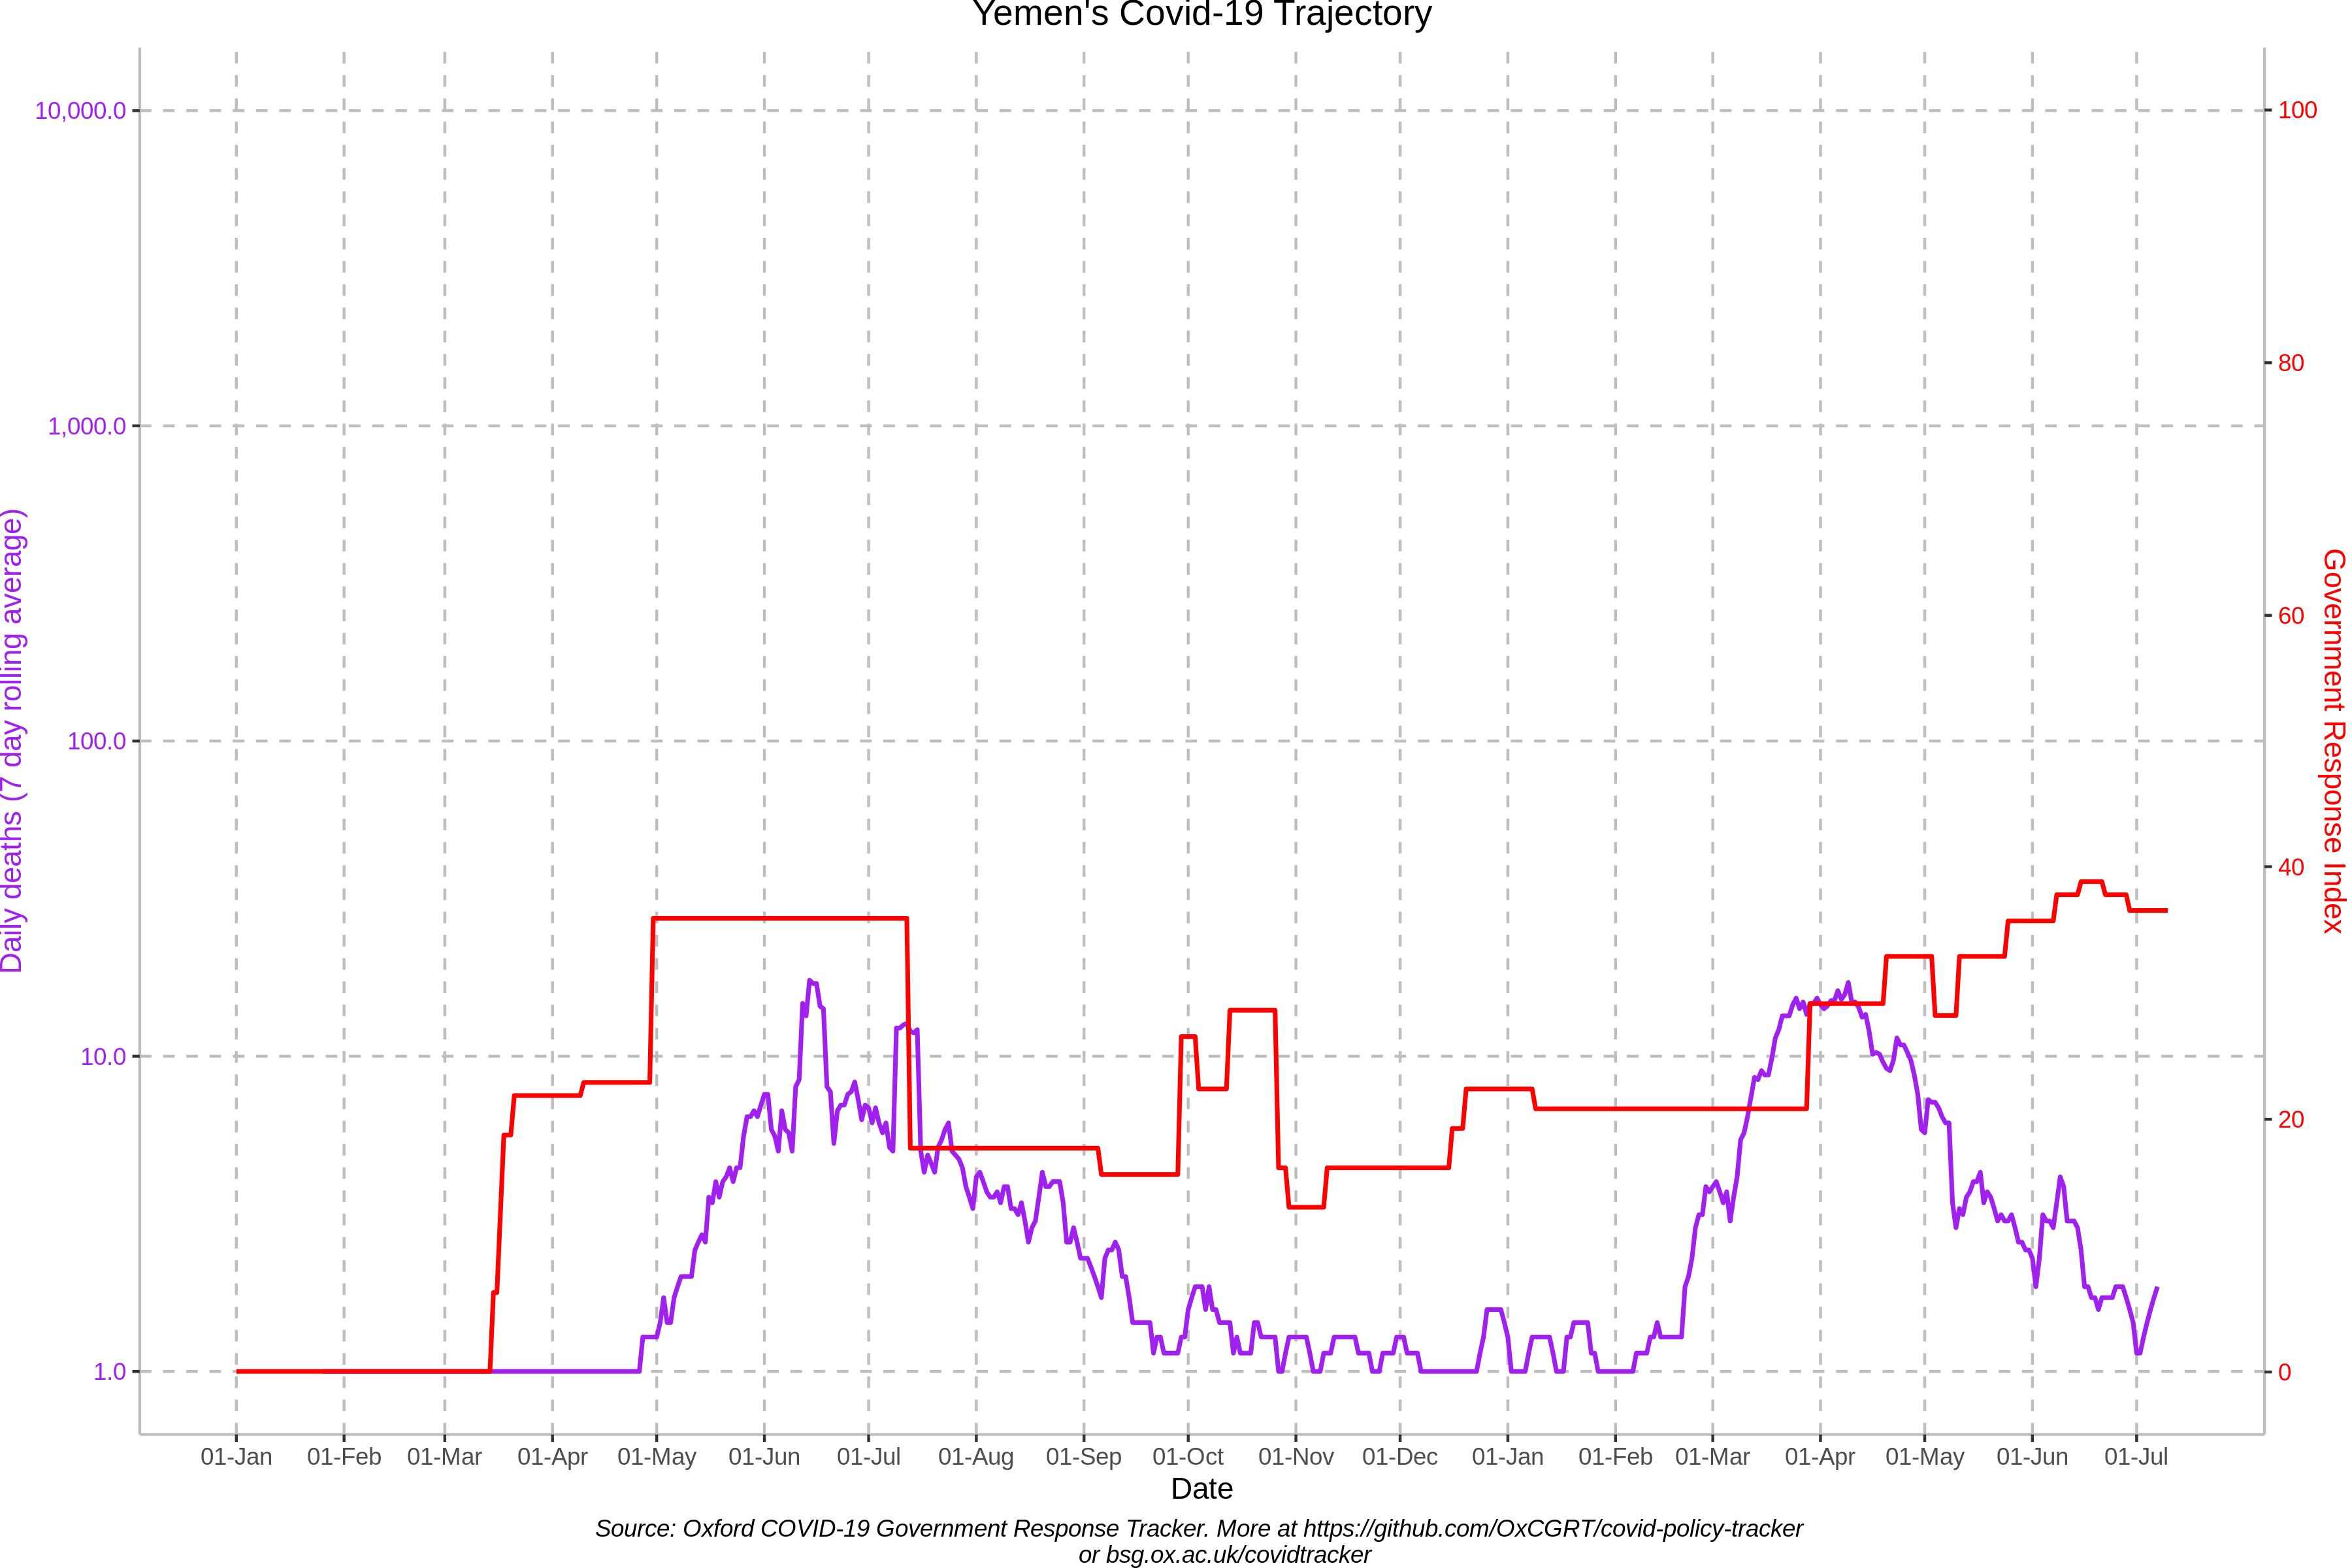 Yemen's Covid-19 Trajectory
10,000.0
1,000.0
100.0
10.0
1.0
Daily deaths (7 day rolling average)
100
80
60
40
20
0
Government Response Index
01-Jan 01-Feb 01-Mar 01-Apr 01-May 01-Jun 01-Jul 01-Aug 01-Sep 01-Oct 01-Nov 01-Dec 01-Jan 01-Feb 01-Mar 01-Apr 01-May 01-Jun 01-Jul
Date
Source: Oxford COVID-19 Government Response Tracker. More at https://github.com/OxCGRT/covid-policy-tracker
or bsg.ox.ac.uk/covidtracker